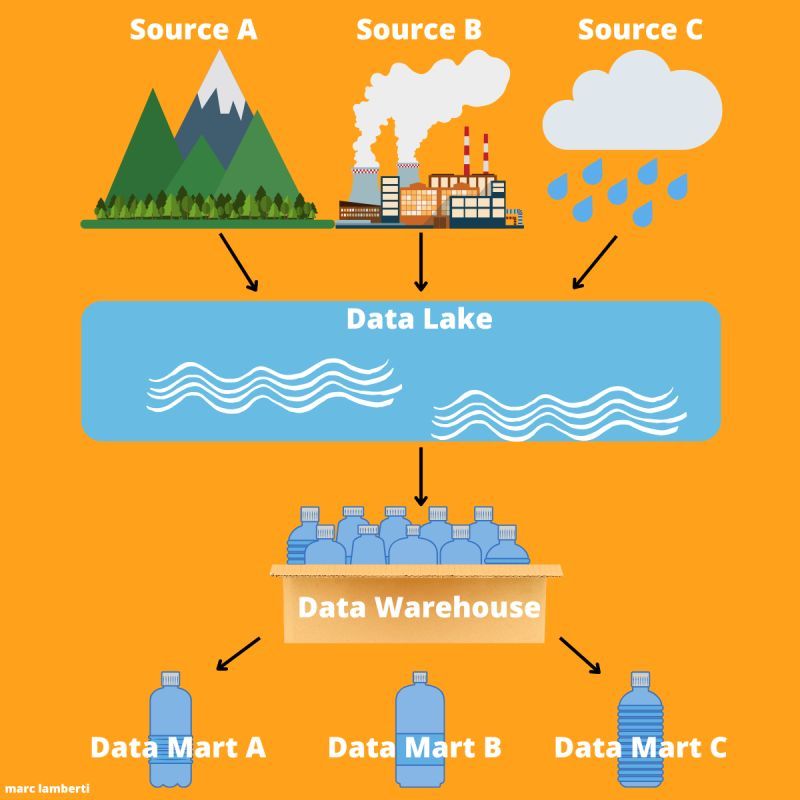 Source A
Source B
Source C
Data Lake
Data Warehouse
Data Mart A
Data Mart B
Data Mart C
marc lamberti